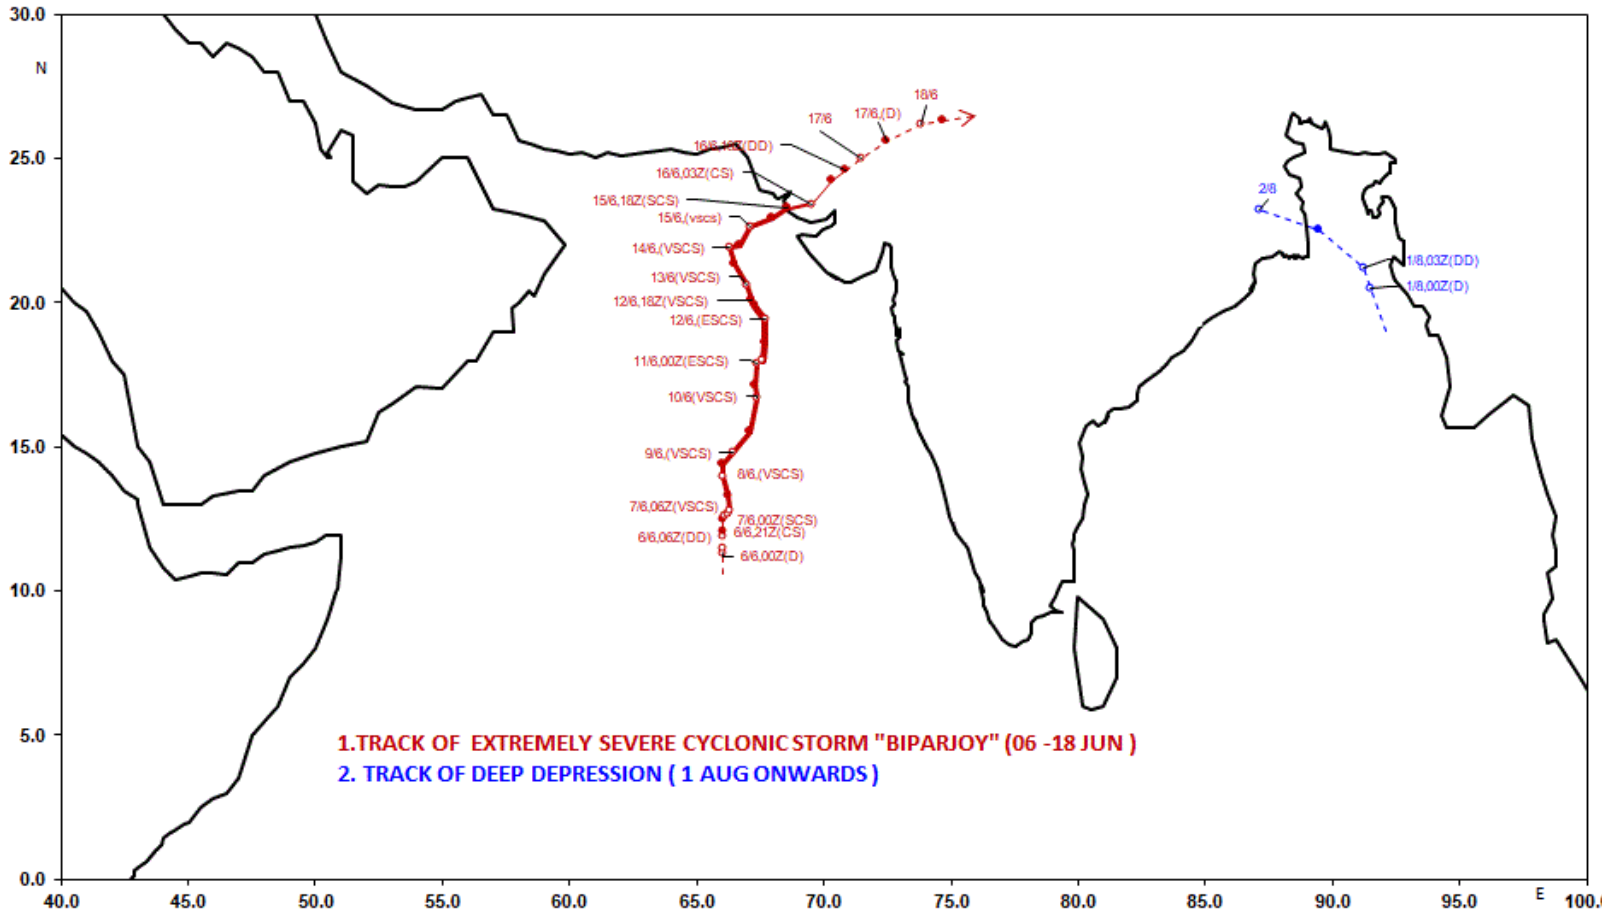 30.0
N
25.0
20.0
15.0
10.0
5.0
0.0
40.0
45.0
50.0
55.0
60.0
65.0
70.0
75.0
80.0
85.0
90.0
95.0
E
100.0
18/6
17/6,(D)
17/6
16/6,18Z(DD)
16/6,03Z(CS)
15/6,18Z(SCS)
15/6,(vscs)
14/6,(VSCS)
13/6(VSCS)
12/6,18Z(VSCS)
12/6,(ESCS)
11/6,00Z(ESCS)
10/6(VSCS)
9/6,(VSCS)
8/6,(VSCS)
7/6,06Z(VSCS)
7/6,00Z(SCS)
6/6,21Z(CS)
6/6,06Z(DD)
6/6,00Z(D)
2/8
1/8,03Z(DD)
1/8,00Z(D)
1.TRACK OF EXTREMELY SEVERE CYCLONIC STORM "BIPARJOY" (06 -18 JUN )
2. TRACK OF DEEP DEPRESSION ( 1 AUG ONWARDS )